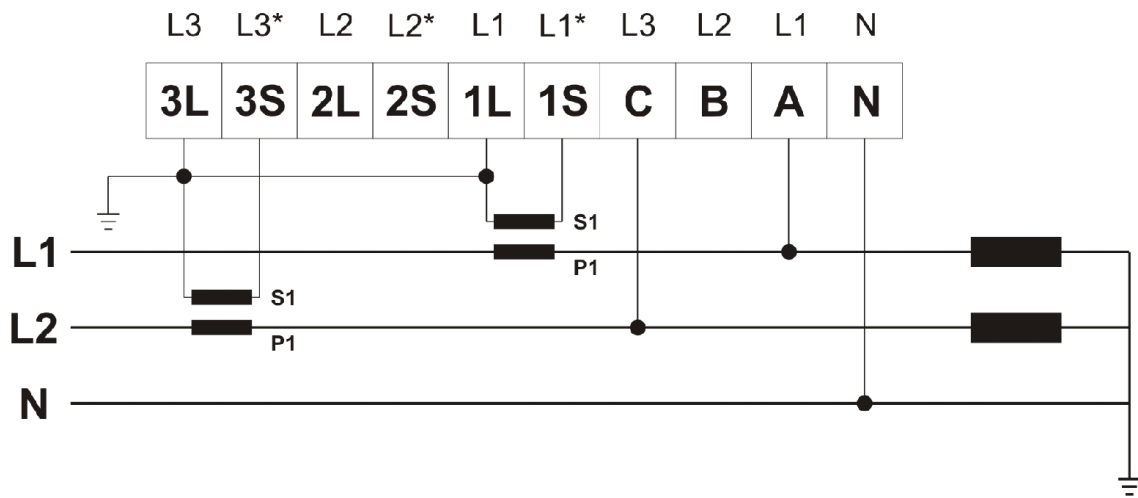 L3 L3* L2 L2* L1 L1* L3 L2 L1 N
3L 3S 2L 2S 1L 1S C B A N
S1
L1
P1
S1
L2
P1
N